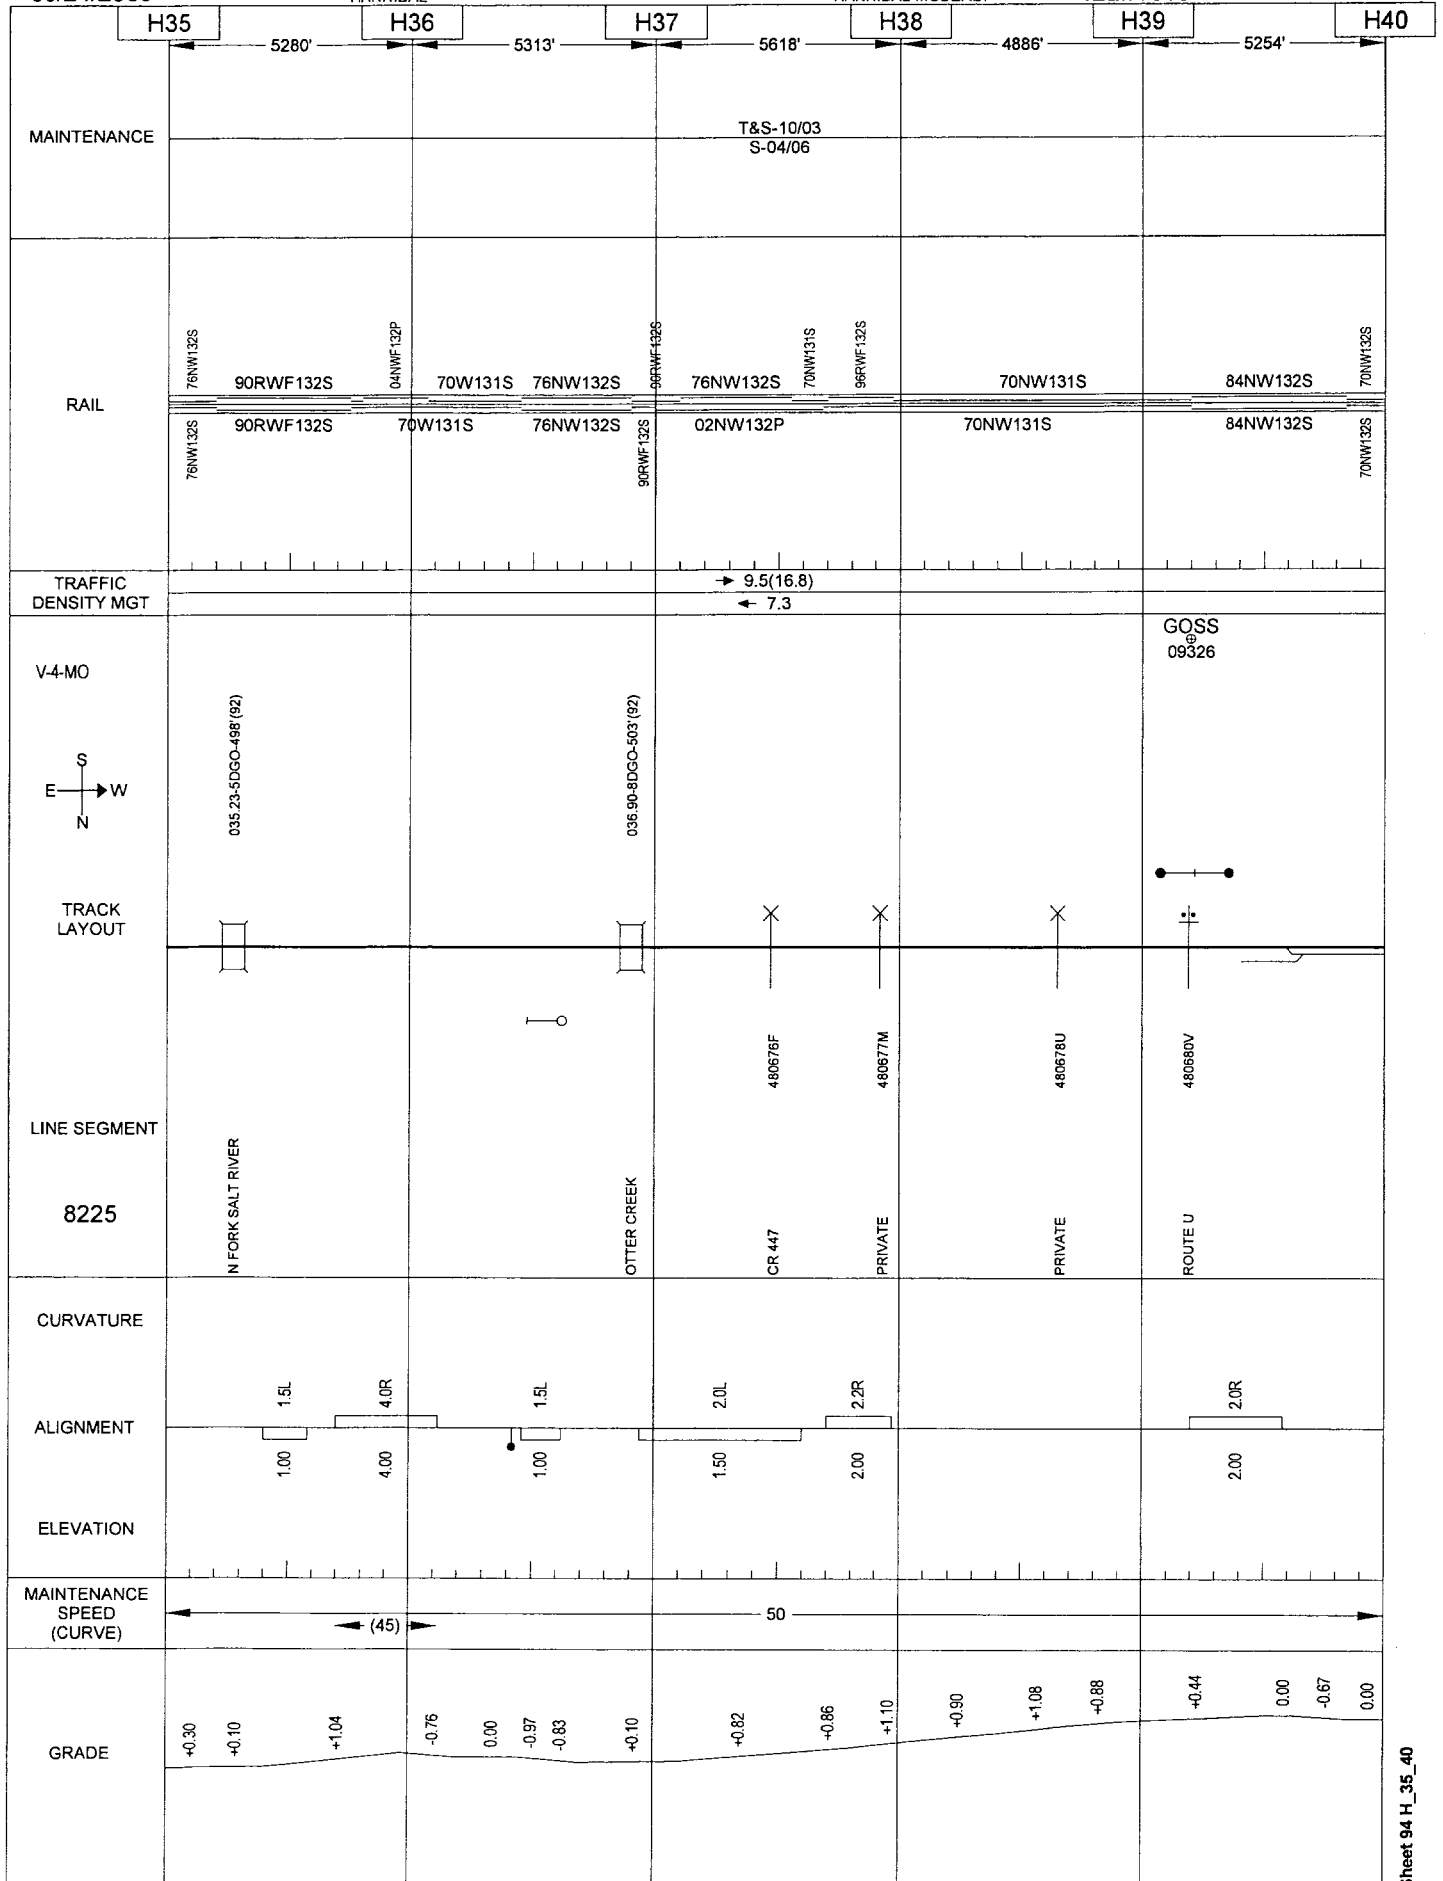 H35 H36 H37 H38 H39 H40
5280' 5313' 5618' 4886' 5254'
MAINTENANCE
T&S-10/03
S-04/06
76NW132S 04NWF132P 90RWF132S 70NW131S 96RWF132S 70NW132S
90RWF132S 70W131S 76NW132S 76NW132S 70NW131S 84NW132S
RAIL
90RWF132S 70W131S 76NW132S 02NW132P 70NW131S 84NW132S
76NW132S 90RWF132S 70NW132S
TRAFFIC
DENSITY MGT
9.5(16.8)
7.3
GOSS
09326
V-4-MO
035.23-5DGO-498'(92) 036.90-8DGO-503'(92)
S
E W
N
TRACK
LAYOUT
480676F 480677M 480678U 480680V
LINE SEGMENT
8225
N FORK SALT RIVER OTTER CREEK CR 447 PRIVATE PRIVATE ROUTE U
CURVATURE
1.5L 4.0R 1.5L 2.0L 2.2R 2.0R
ALIGNMENT
1.00 4.00 1.00 1.50 2.00 2.00
ELEVATION
MAINTENANCE
SPEED
(CURVE)
(45) 50
GRADE
+0.30 +0.10 +1.04 -0.76 0.00 -0.97 -0.83 +0.10 +0.82 +0.86 +1.10 +0.90 +1.08 +0.88 +0.44 0.00 -0.67 0.00
Sheet 94 H_35_40